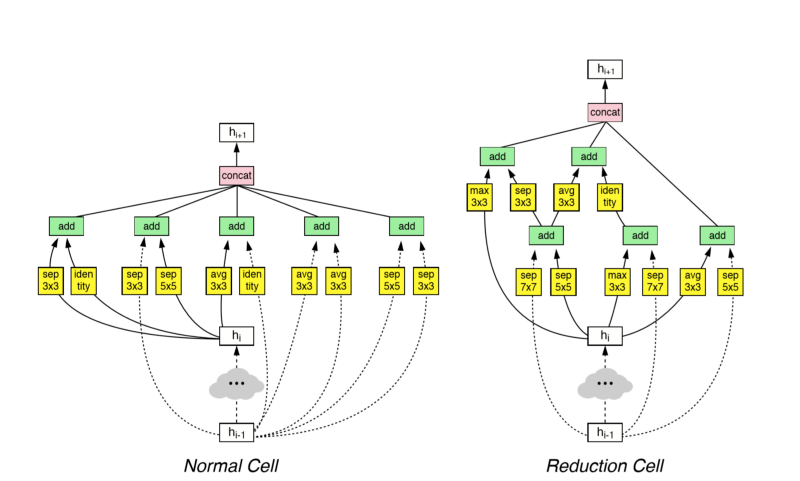 h_{i+1}
concat
add
add
add
add
add
sep 3x3
iden tity
sep 3x3
sep 5x5
avg 3x3
iden tity
avg 3x3
avg 3x3
sep 5x5
sep 3x3
h_i
...
h_{i-1}
Normal Cell
h_{i+1}
concat
add
add
max 3x3
sep 3x3
avg 3x3
iden tity
add
add
add
sep 7x7
sep 5x5
max 3x3
sep 7x7
avg 3x3
sep 5x5
h_i
...
h_{i-1}
Reduction Cell